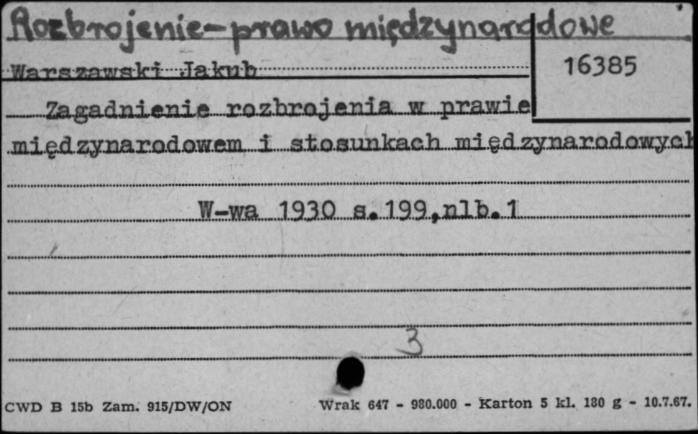 Rozbrojenie-prawo międzynarodowe
Warszawski Jakub
16385
Zagadnienie rozbrojenia w prawie
międzynarodowem i stosunkach międzynarodowych
W-wa 1930 s.199,nlb.1
3
CWD B 15b Zam. 915/DW/ON
Wrak 647 - 980.000 - Karton 5 kl. 180 g - 10.7.67.